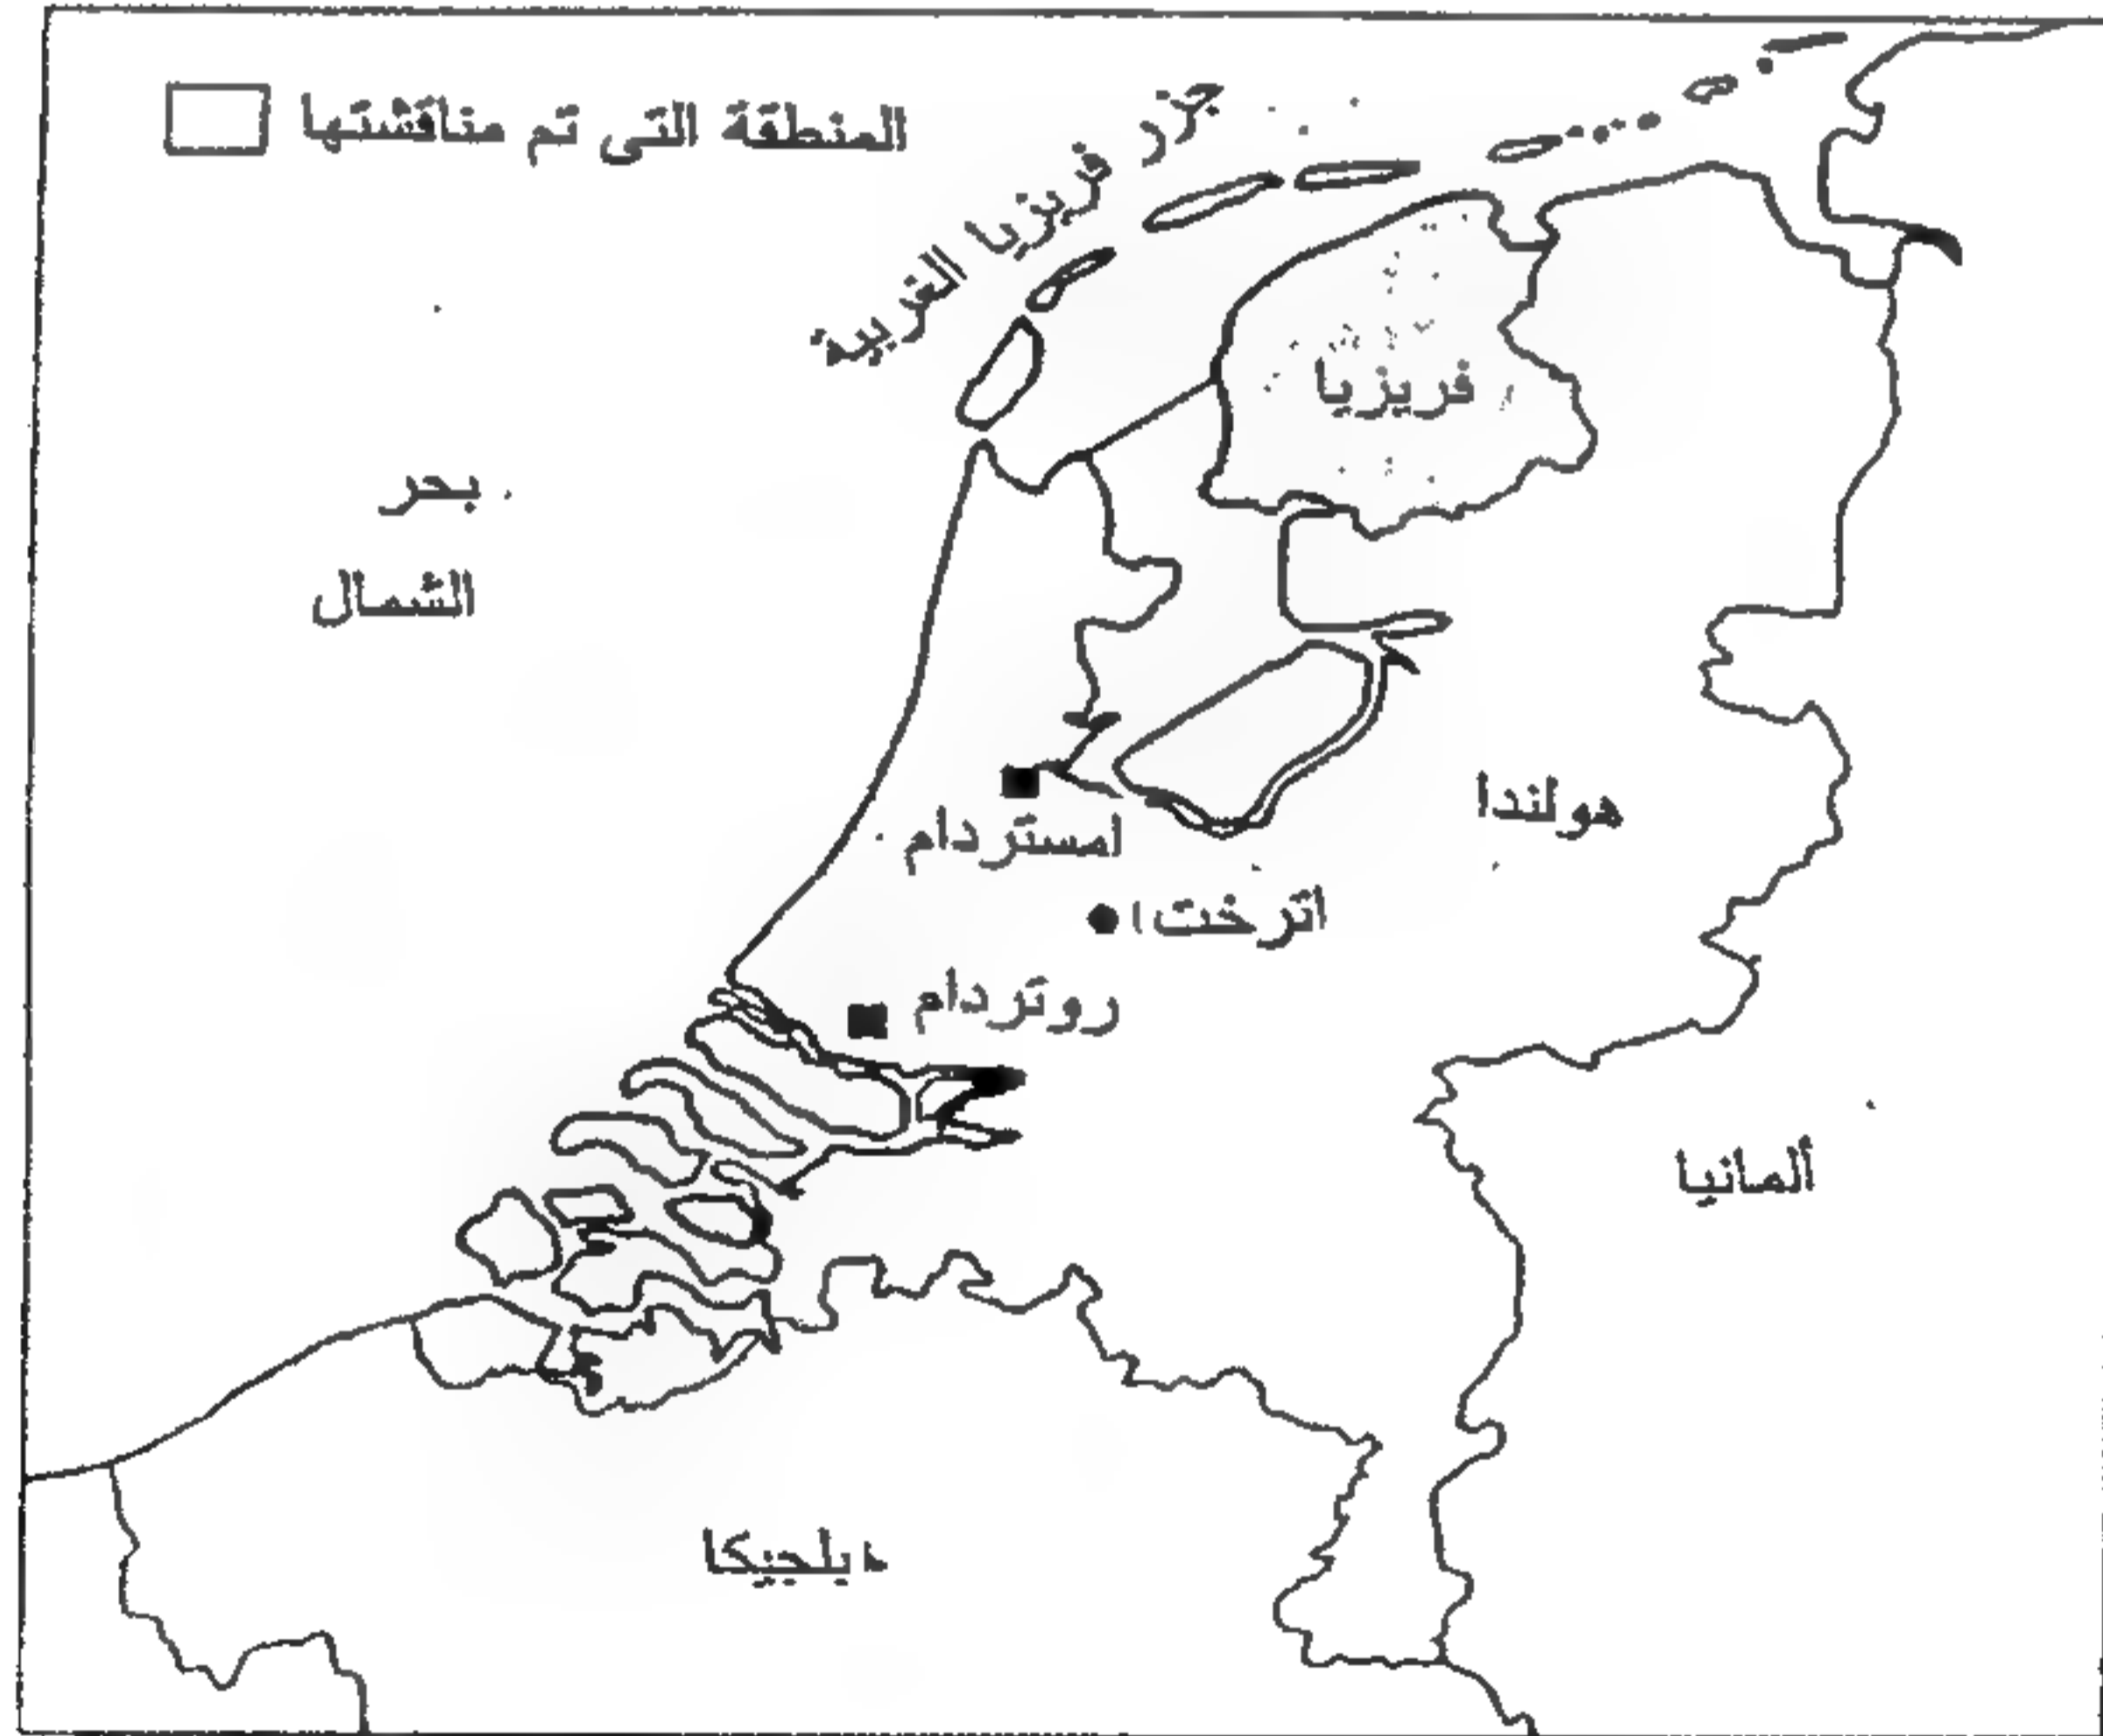 المنطقة التى تم مناقشتها
جزر فريزيا الغربية
فريزيا
بحر
الشمال
هولندا
امستردام
اترخت
روتردام
ألمانيا
بلجيكا